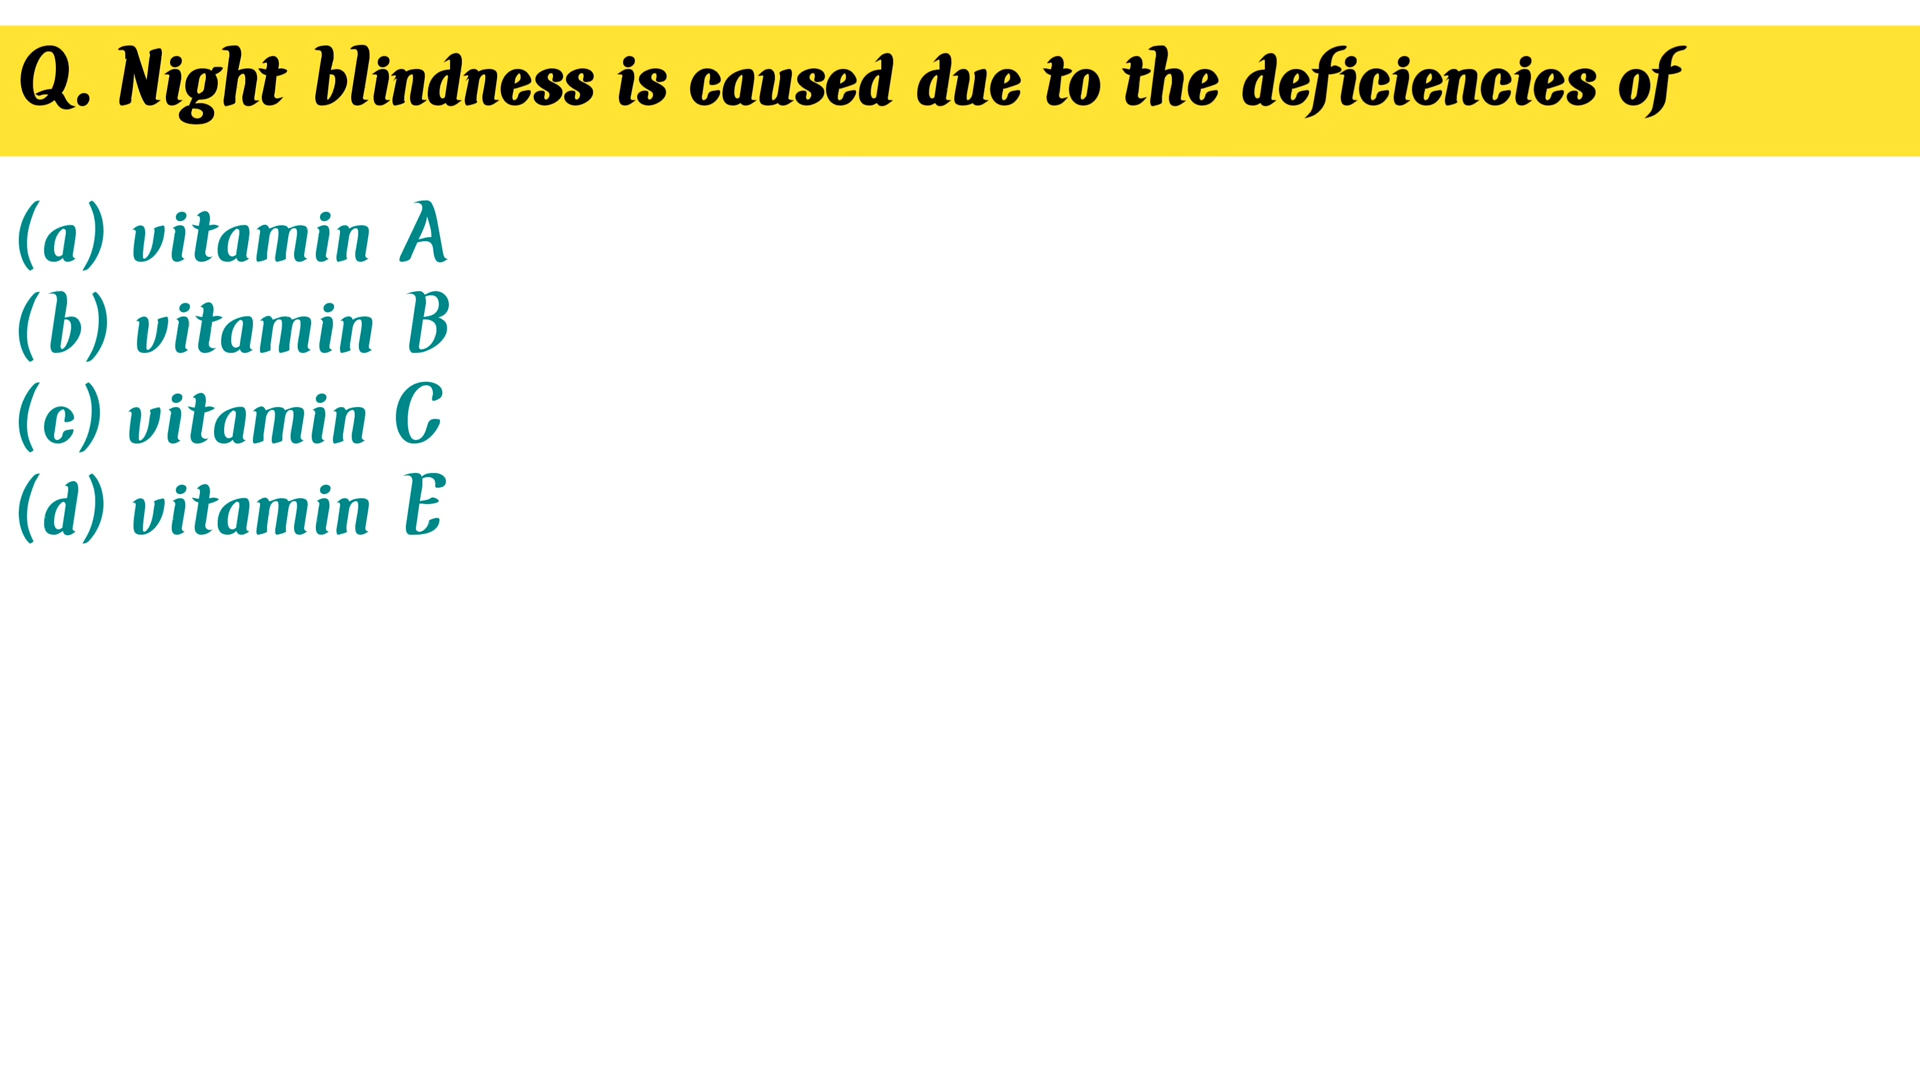 Q. Night blindness is caused due to the deficiencies of
(a) vitamin A
(b) vitamin B
(c) vitamin C
(d) vitamin E